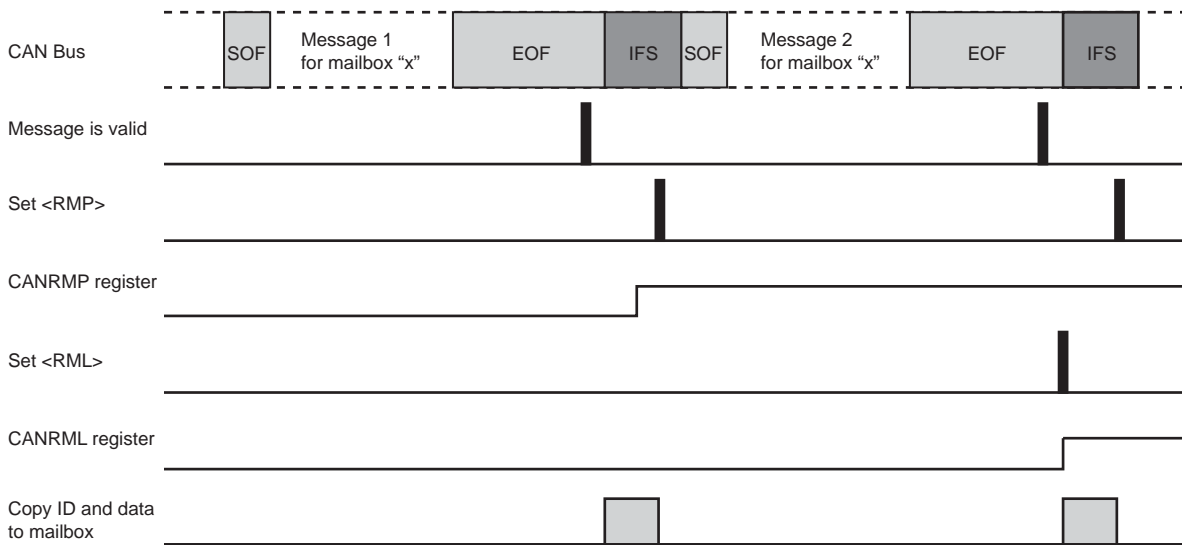 CAN Bus
SOF
Message 1
for mailbox “x”
EOF
IFS
SOF
Message 2
for mailbox “x”
EOF
IFS
Message is valid
Set <RMP>
CANRMP register
Set <RML>
CANRML register
Copy ID and data
to mailbox